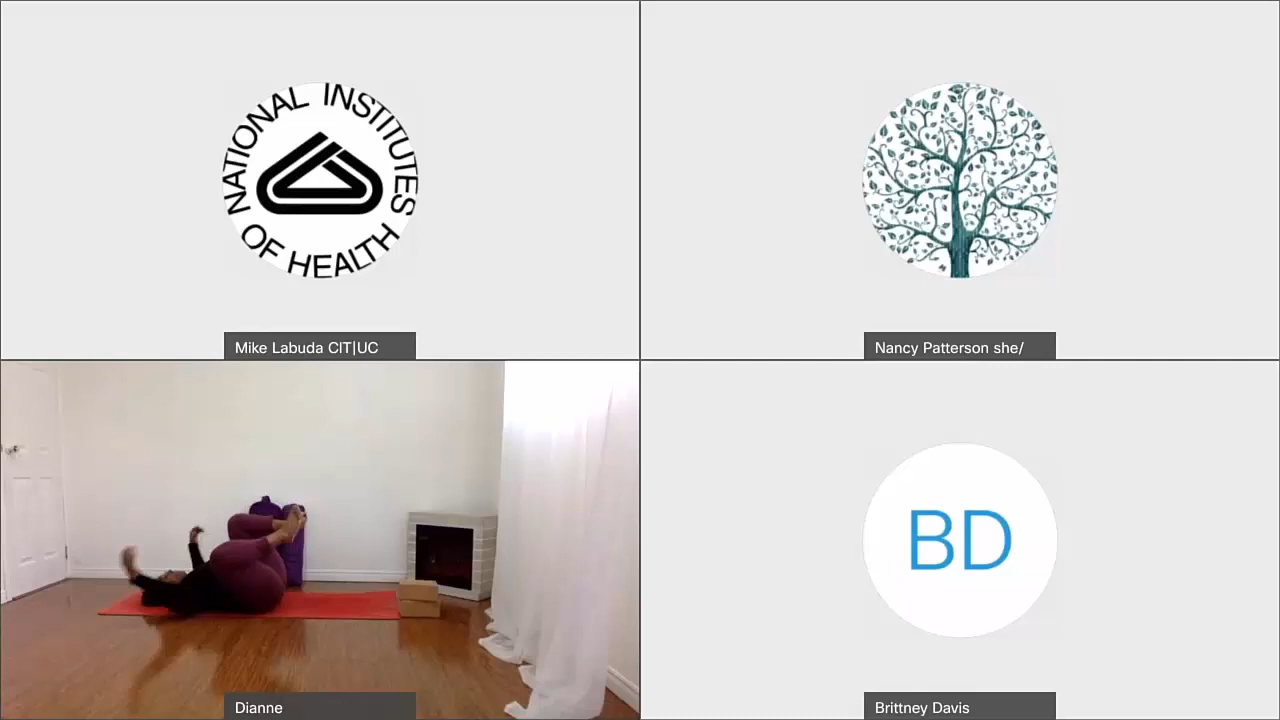 NATIONAL INSTITUTES
OF HEALTH
Mike Labuda CIT|UC
Nancy Patterson she/
Dianne
BD
Brittney Davis